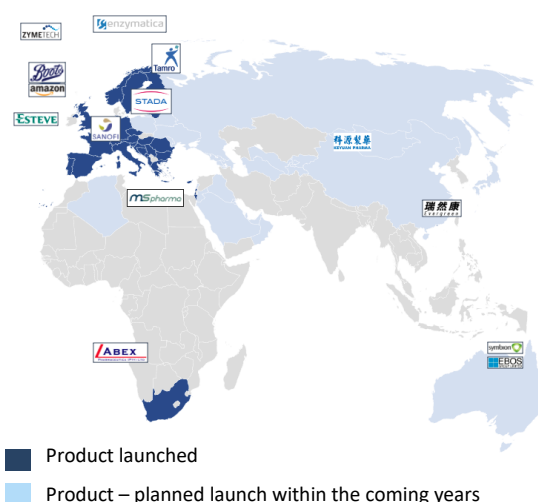 enzymatica
ZYMETECH
Tamro
Boots
amazon
STADA
ESTEVE
SANOFI
科源製藥
KEYUAN PHARMA
MSpharma
瑞然康
Evergreen
ABEX
symbion
EBOS
Product launched
Product – planned launch within the coming years